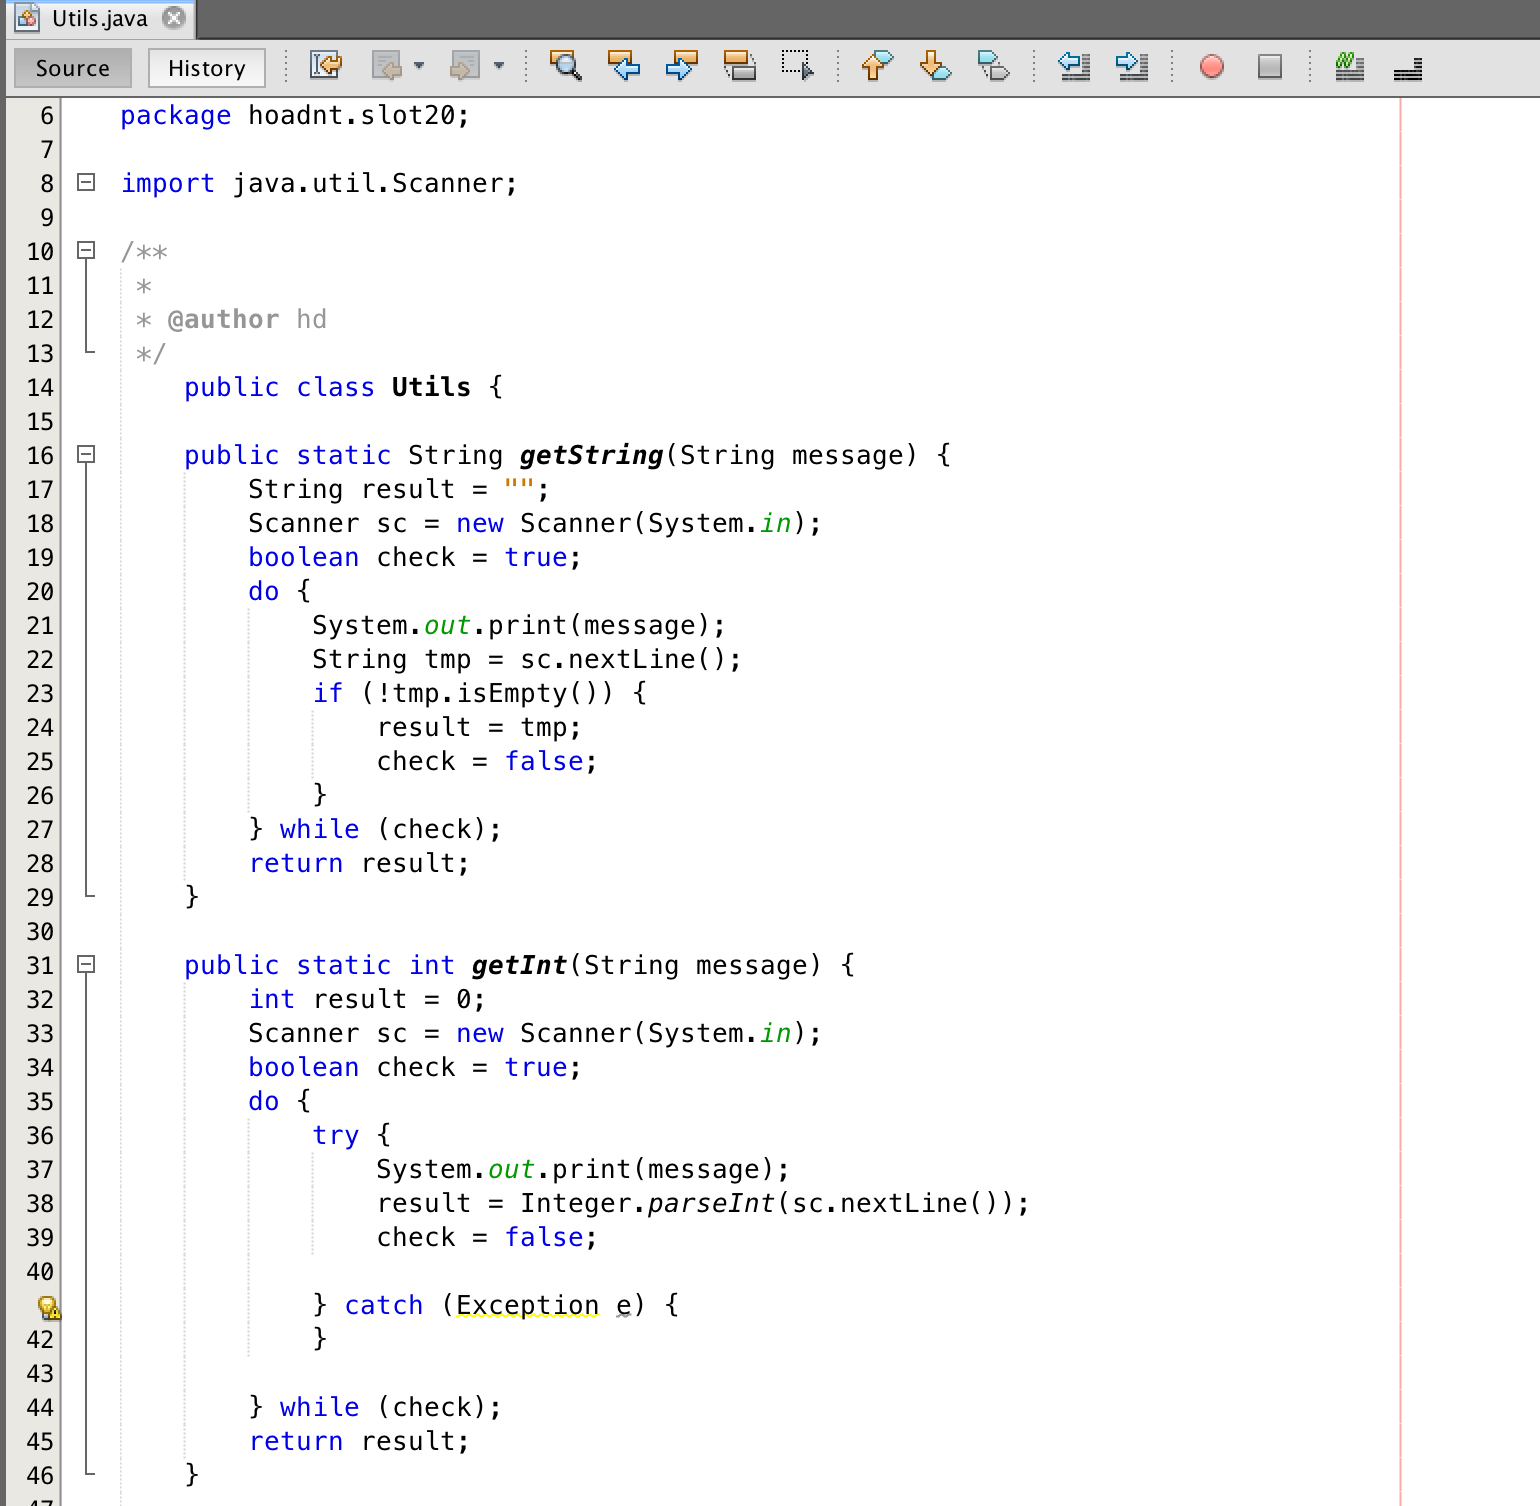 Utils.java
Source History
6 package hoadnt.slot20;
7
8 import java.util.Scanner;
9
10 /**
11 *
12 * @author hd
13 */
14 public class Utils {
15
16 public static String getString(String message) {
17 String result = "";
18 Scanner sc = new Scanner(System.in);
19 boolean check = true;
20 do {
21 System.out.print(message);
22 String tmp = sc.nextLine();
23 if (!tmp.isEmpty()) {
24 result = tmp;
25 check = false;
26 }
27 } while (check);
28 return result;
29 }
30
31 public static int getInt(String message) {
32 int result = 0;
33 Scanner sc = new Scanner(System.in);
34 boolean check = true;
35 do {
36 try {
37 System.out.print(message);
38 result = Integer.parseInt(sc.nextLine());
39 check = false;
40
} catch (Exception e) {
42 }
43
44 } while (check);
45 return result;
46 }
47